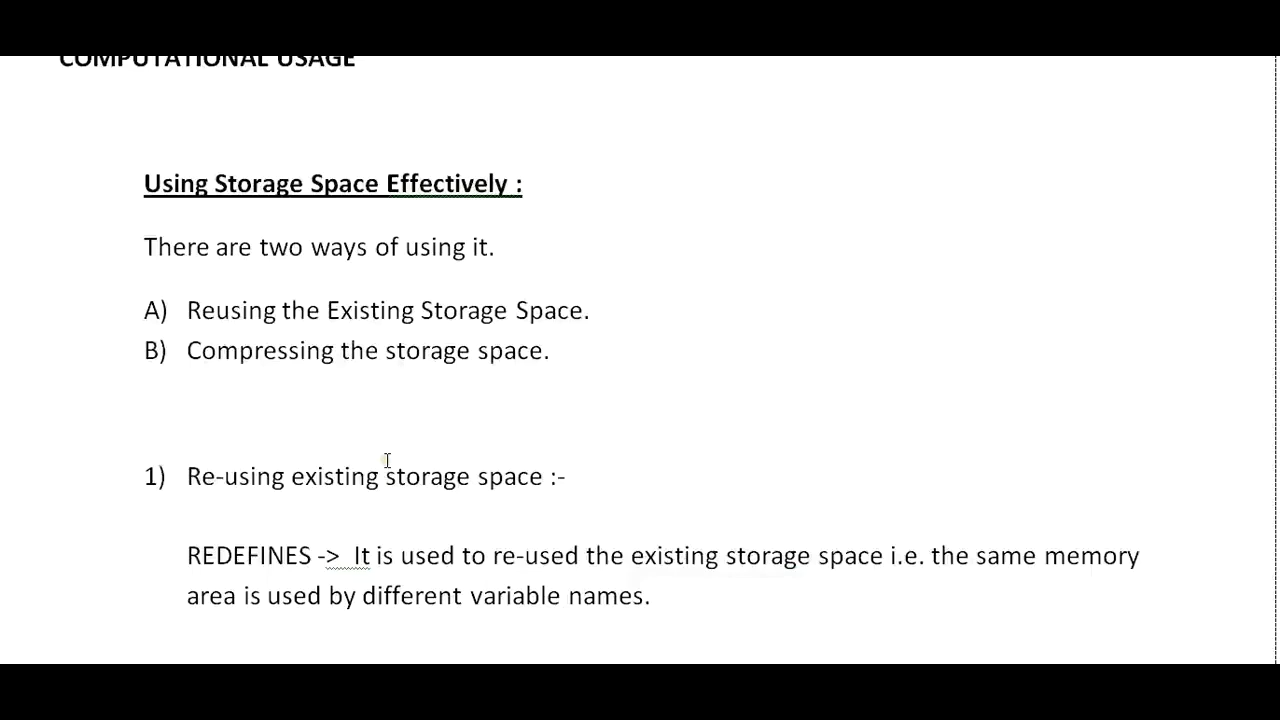 COMPUTATIONAL USAGE
Using Storage Space Effectively :
There are two ways of using it.
A) Reusing the Existing Storage Space.
B) Compressing the storage space.
1) Re-using existing storage space :-
REDEFINES -> It is used to re-used the existing storage space i.e. the same memory
area is used by different variable names.